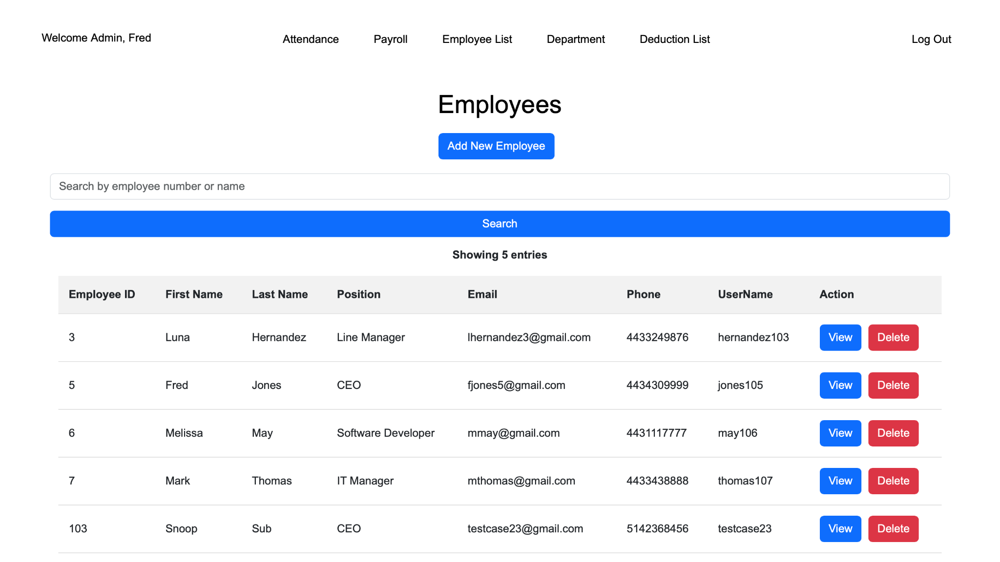 Welcome Admin, Fred Attendance Payroll Employee List Department Deduction List Log Out
Employees
Add New Employee
Search by employee number or name
Search
Showing 5 entries
Employee ID First Name Last Name Position Email Phone UserName Action
3 Luna Hernandez Line Manager lhernandez3@gmail.com 4433249876 hernandez103 View Delete
5 Fred Jones CEO fjones5@gmail.com 4434309999 jones105 View Delete
6 Melissa May Software Developer mmay@gmail.com 4431117777 may106 View Delete
7 Mark Thomas IT Manager mthomas@gmail.com 4433438888 thomas107 View Delete
103 Snoop Sub CEO testcase23@gmail.com 5142368456 testcase23 View Delete